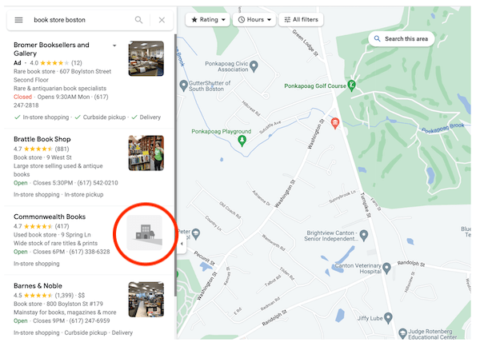 book store boston
Rating
Hours
All filters
Search this area
Bromer Booksellers and
Gallery
Ad · 4.0 (12)
Rare book store · 607 Boylston Street
Second Floor
Rare & antiquarian book specialists
Closed · Opens 9:30AM Mon · (617)
247-2818
In-store shopping · Curbside pickup · Delivery
Brattle Book Shop
4.7 (881)
Book store · 9 West St
Large store selling used & antique
books
Open · Closes 5:30PM · (617) 542-0210
In-store shopping · In-store pickup
Commonwealth Books
4.7 (417)
Used book store · 9 Spring Ln
Wide stock of rare titles & prints
Open · Closes 6PM · (617) 338-6328
In-store shopping
Barnes & Noble
4.5 (1,399) · $$
Book store · 800 Boylston St #179
Mainstay for books, magazines & more
Open · Closes 9PM · (617) 247-6959
In-store shopping · Curbside pickup · Delivery
Green Lodge St
Ponkapoag Civic
Association
GutterShutter of
South Boston
Ponkapoag Golf Course
Ponkapoag Playground
Washington St
Ponkapoag Brook
Turnpike St
Brightview Canton
Senior Independent...
Canton Veterinary
Hospital
Pecunit St
Washington St
Randolph St
Jiffy Lube
Randolph St
Judge Rotenberg
Educational Center